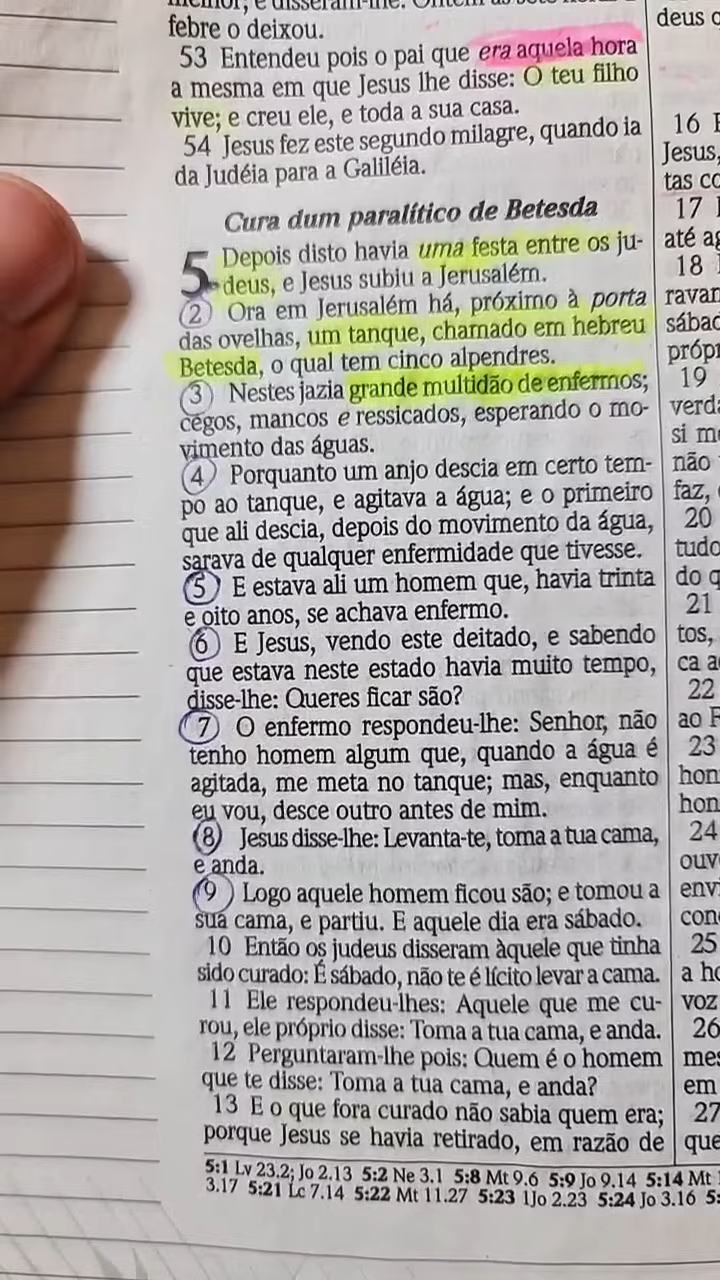 febre o deixou.
53 Entendeu pois o pai que era aquela hora
a mesma em que Jesus lhe disse: O teu filho
vive; e creu ele, e toda a sua casa.
54 Jesus fez este segundo milagre, quando ia
da Judéia para a Galiléia.
Cura dum paralítico de Betesda
5 Depois disto havia uma festa entre os ju-
deus, e Jesus subiu a Jerusalém.
2 Ora em Jerusalém há, próximo à porta
das ovelhas, um tanque, chamado em hebreu
Betesda, o qual tem cinco alpendres.
3 Nestes jazia grande multidão de enfermos;
cegos, mancos e ressicados, esperando o mo-
vimento das águas.
4 Porquanto um anjo descia em certo tem-
po ao tanque, e agitava a água; e o primeiro
que ali descia, depois do movimento da água,
sarava de qualquer enfermidade que tivesse.
5 E estava ali um homem que, havia trinta
e oito anos, se achava enfermo.
6 E Jesus, vendo este deitado, e sabendo
que estava neste estado havia muito tempo,
disse-lhe: Queres ficar são?
7 O enfermo respondeu-lhe: Senhor, não
tenho homem algum que, quando a água é
agitada, me meta no tanque; mas, enquanto
eu vou, desce outro antes de mim.
8 Jesus disse-lhe: Levanta-te, toma a tua cama,
e anda.
9 Logo aquele homem ficou são; e tomou a
sua cama, e partiu. E aquele dia era sábado.
10 Então os judeus disseram àquele que tinha
sido curado: É sábado, não te é lícito levar a cama.
11 Ele respondeu-lhes: Aquele que me cu-
rou, ele próprio disse: Toma a tua cama, e anda.
12 Perguntaram-lhe pois: Quem é o homem
que te disse: Toma a tua cama, e anda?
13 E o que fora curado não sabia quem era;
porque Jesus se havia retirado, em razão de
deus
16
Jesus,
17
até
18
sábad
19
si
não
faz,
20
tudo
do
21
tos,
ca
22
ao
23
24
25
a
voz
26
em
27
que
5:1 Lv 23.2; Jo 2.13 5:2 Ne 3.1 5:8 Mt 9.6 5:9 Jo 9.14 5:14 Mt
3.17 5:21 Lc 7.14 5:22 Mt 11.27 5:23 1Jo 2.23 5:24 Jo 3.16